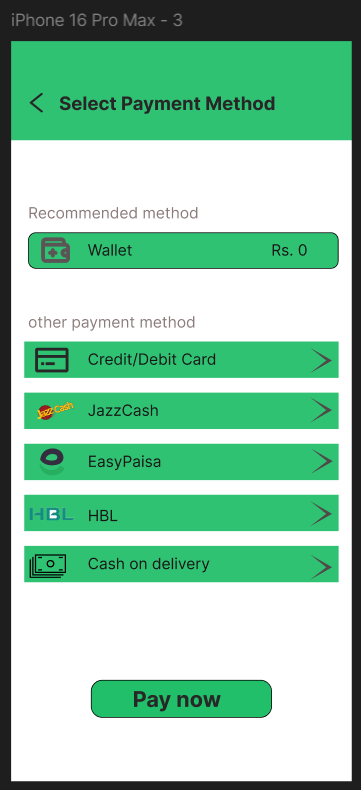 iPhone 16 Pro Max - 3
Select Payment Method
Recommended method
Wallet Rs. 0
other payment method
Credit/Debit Card
JazzCash JazzCash
EasyPaisa
HBL HBL
Cash on delivery
Pay now